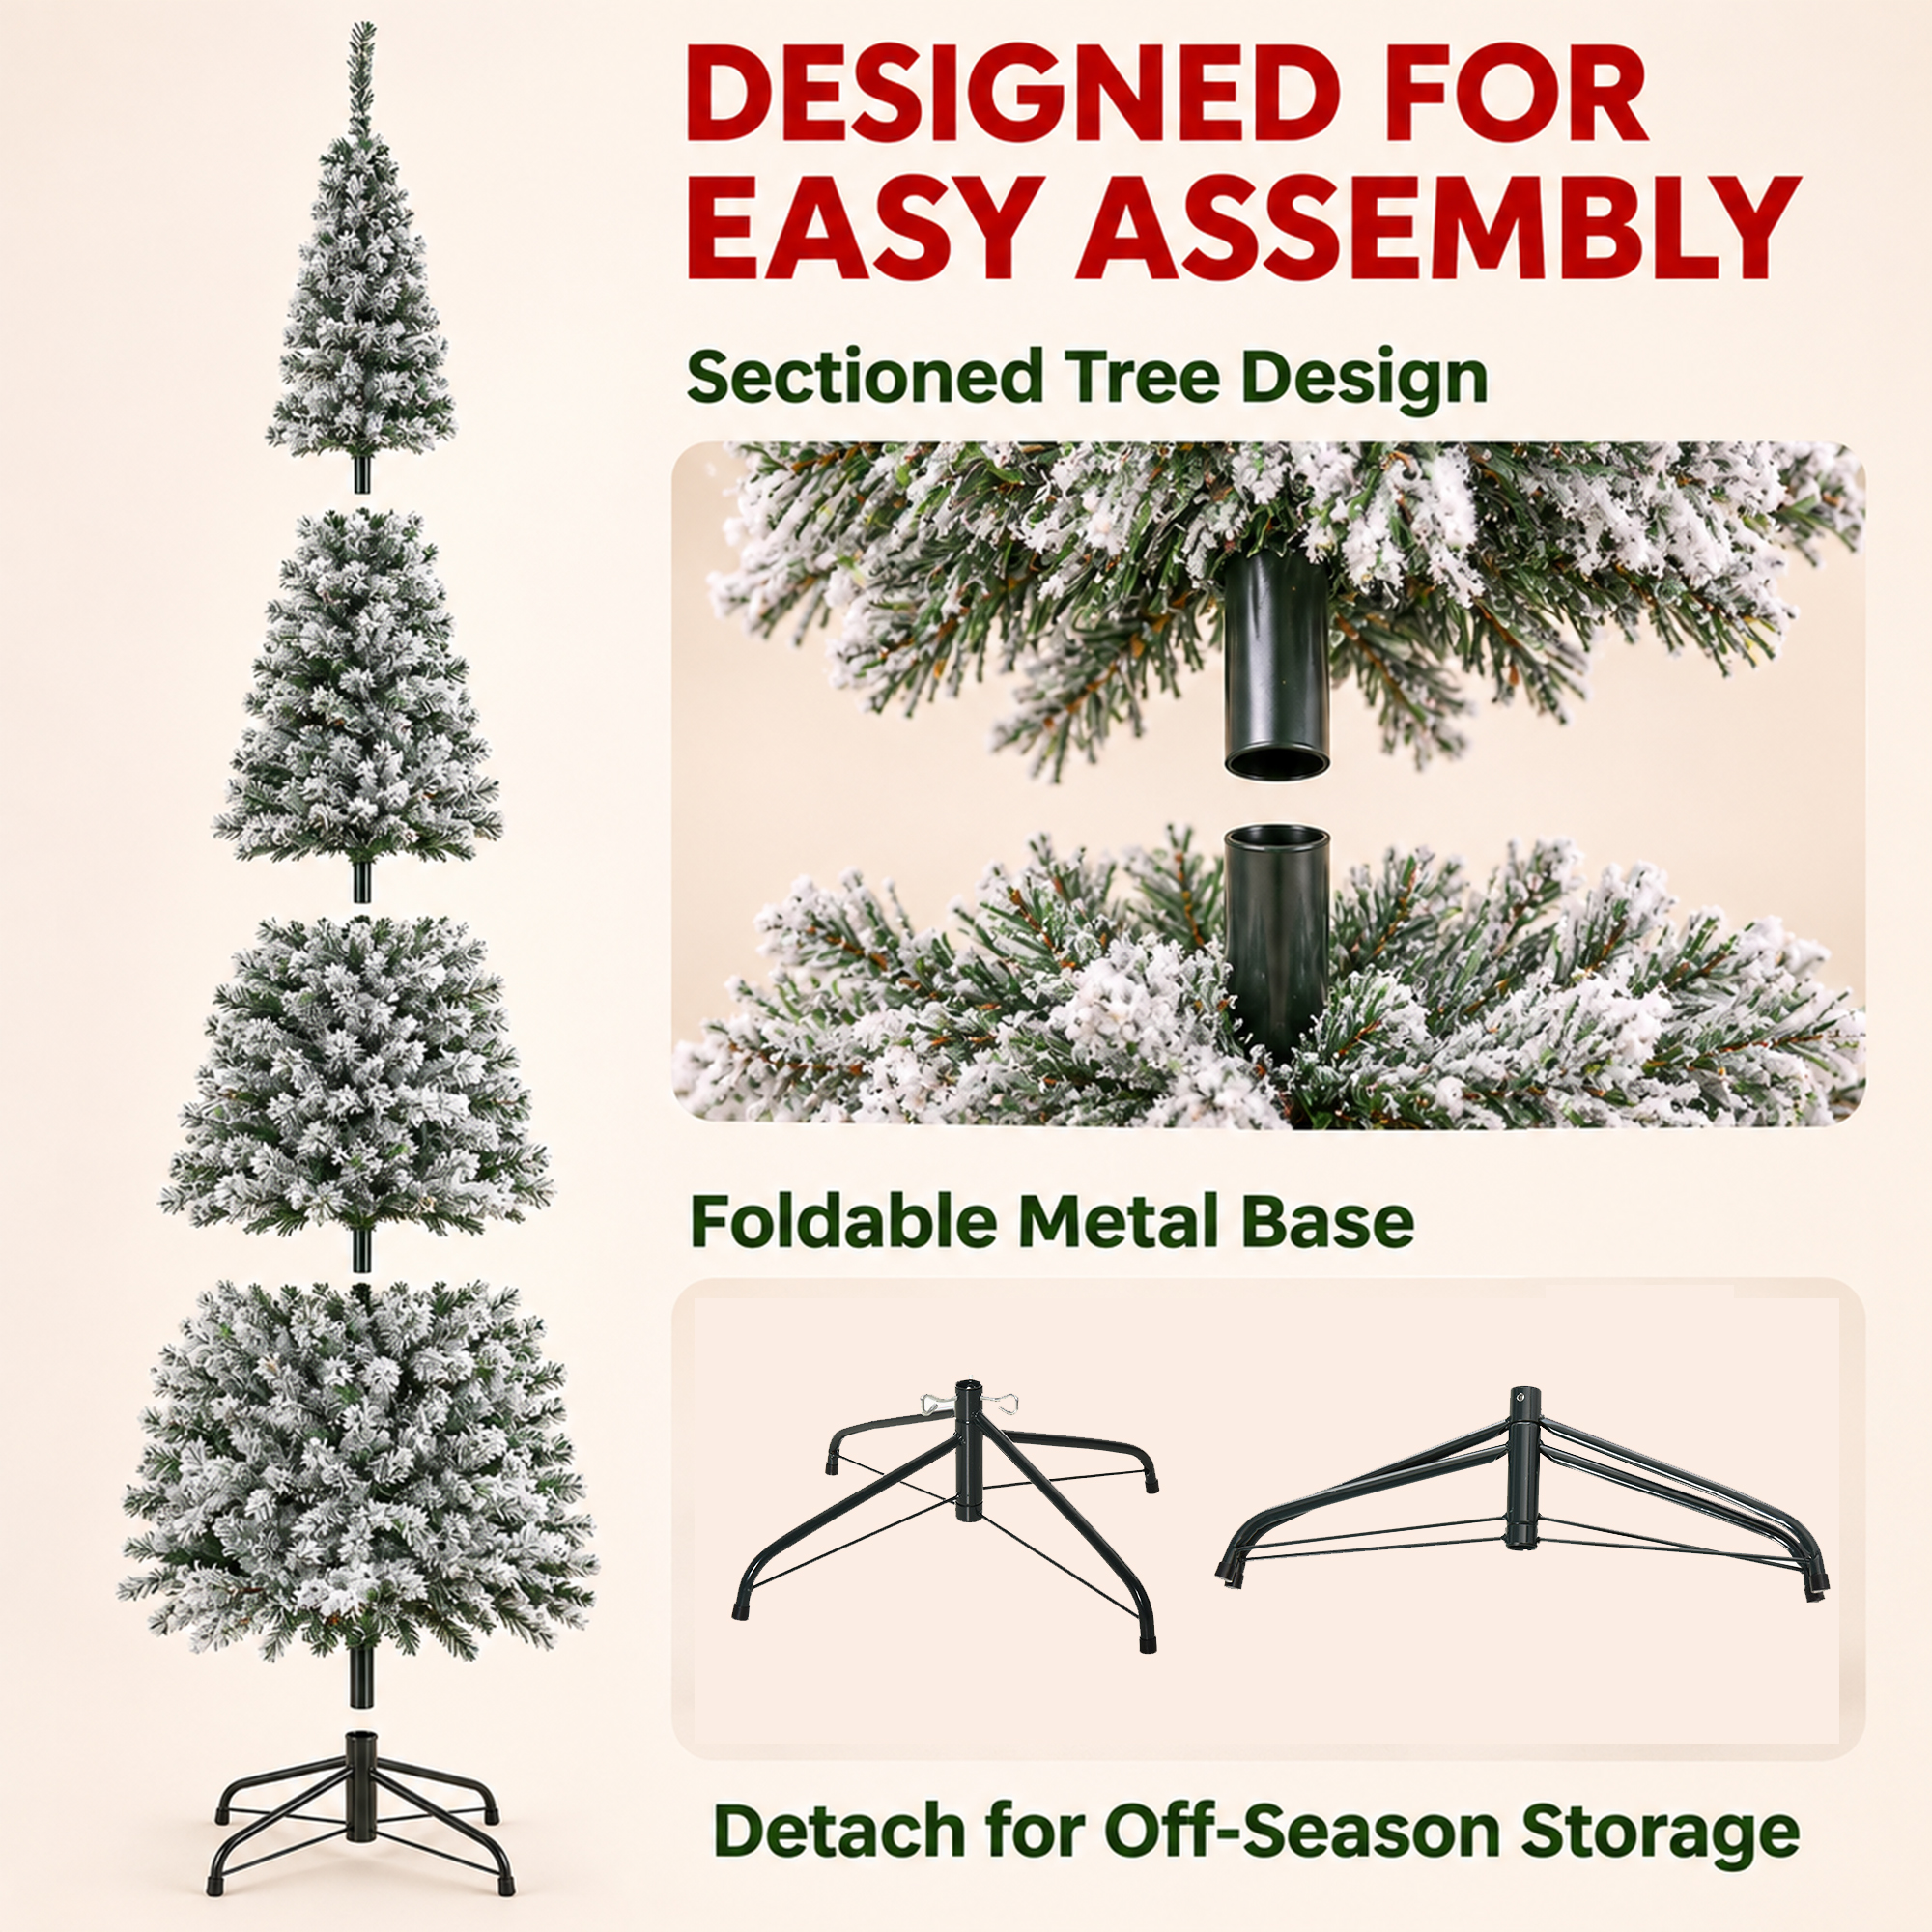 DESIGNED FOR
EASY ASSEMBLY
Sectioned Tree Design
Foldable Metal Base
Detach for Off-Season Storage